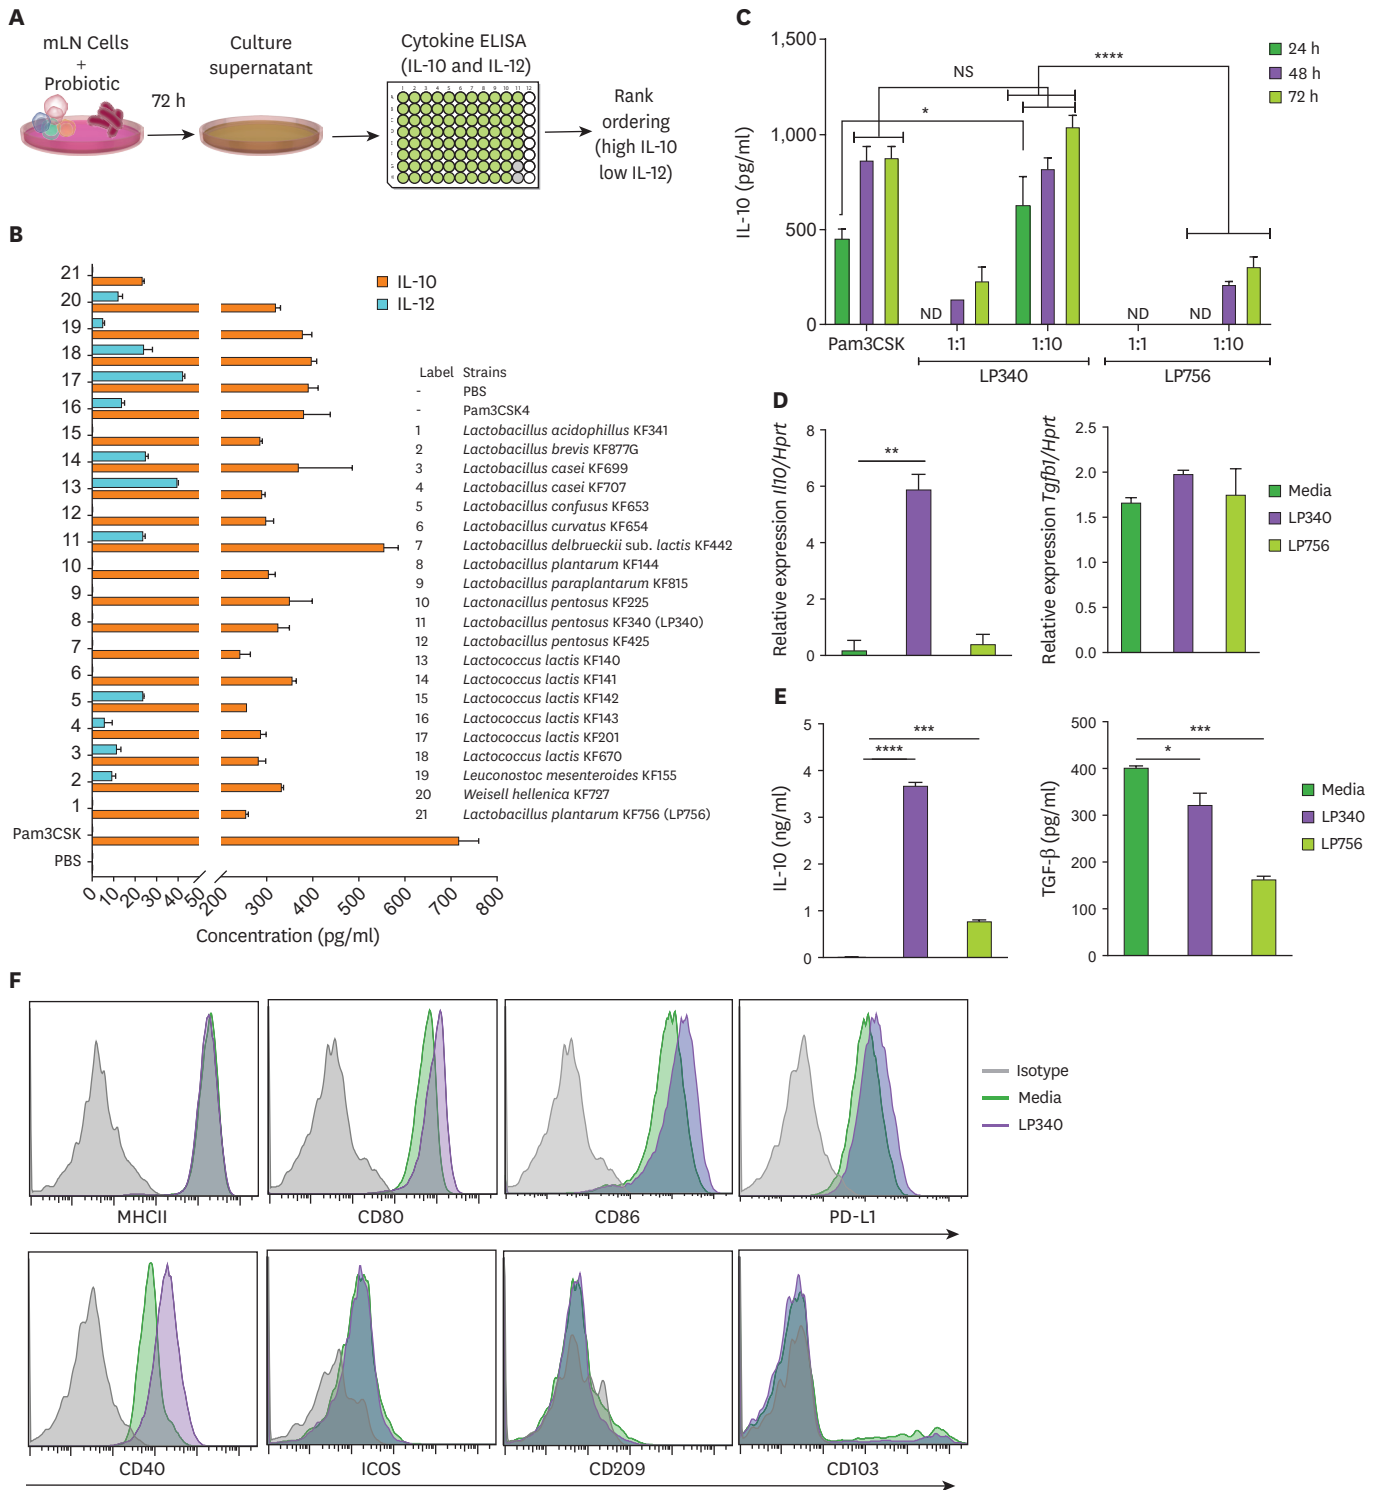 A
mLN Cells
+
Probiotic
72 h
Culture
supernatant
Cytokine ELISA
(IL-10 and IL-12)
1 2 3 4 5 6 7 8 9 10 11 12
Rank
ordering
(high IL-10
low IL-12)
B
21
20
19
18
17
16
15
14
13
12
11
10
9
8
7
6
5
4
3
2
1
Pam3CSK
PBS
0 10 20 30 40 50 200 300 400 500 600 700 800
Concentration (pg/ml)
IL-10
IL-12
Label Strains
- PBS
- Pam3CSK4
1 Lactobacillus acidophillus KF341
2 Lactobacillus brevis KF877G
3 Lactobacillus casei KF699
4 Lactobacillus casei KF707
5 Lactobacillus confusus KF653
6 Lactobacillus curvatus KF654
7 Lactobacillus delbrueckii sub. lactis KF442
8 Lactobacillus plantarum KF144
9 Lactobacillus paraplantarum KF815
10 Lactonacillus pentosus KF225
11 Lactobacillus pentosus KF340 (LP340)
12 Lactobacillus pentosus KF425
13 Lactococcus lactis KF140
14 Lactococcus lactis KF141
15 Lactococcus lactis KF142
16 Lactococcus lactis KF143
17 Lactococcus lactis KF201
18 Lactococcus lactis KF670
19 Leuconostoc mesenteroides KF155
20 Weisell hellenica KF727
21 Lactobacillus plantarum KF756 (LP756)
C
IL-10 (pg/ml)
1,500
1,000
500
0
NS
*
****
24 h
48 h
72 h
ND
ND
ND
Pam3CSK 1:1 1:10 1:1 1:10
LP340 LP756
D
Relative expression Il10/Hprt
8
6
4
2
0
**
Relative expression Tgfb1/Hprt
2.5
2.0
1.5
1.0
0.5
0.0
Media
LP340
LP756
E
IL-10 (ng/ml)
5
4
3
2
1
0
***
****
TGF-β (pg/ml)
500
400
300
200
100
0
***
*
Media
LP340
LP756
F
Isotype
Media
LP340
MHCII CD80 CD86 PD-L1
CD40 ICOS CD209 CD103